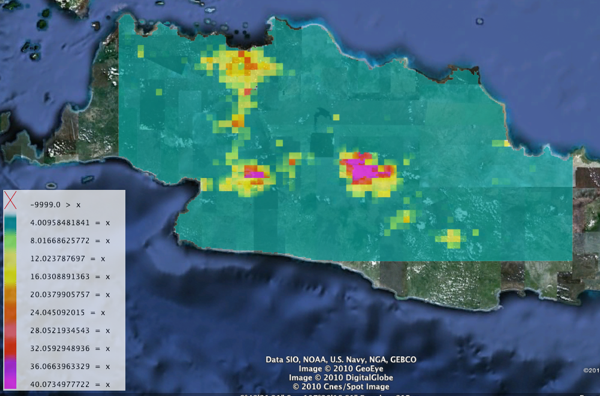 -9999.0 > x
4.00958481841 = x
8.01668625772 = x
12.023787697 = x
16.0308891363 = x
20.0379905757 = x
24.045092015 = x
28.0521934543 = x
32.0592948936 = x
36.0663963329 = x
40.0734977722 = x
Data SIO, NOAA, U.S. Navy, NGA, GEBCO
Image © 2010 GeoEye
Image © 2010 DigitalGlobe
© 2010 Cnes/Spot Image